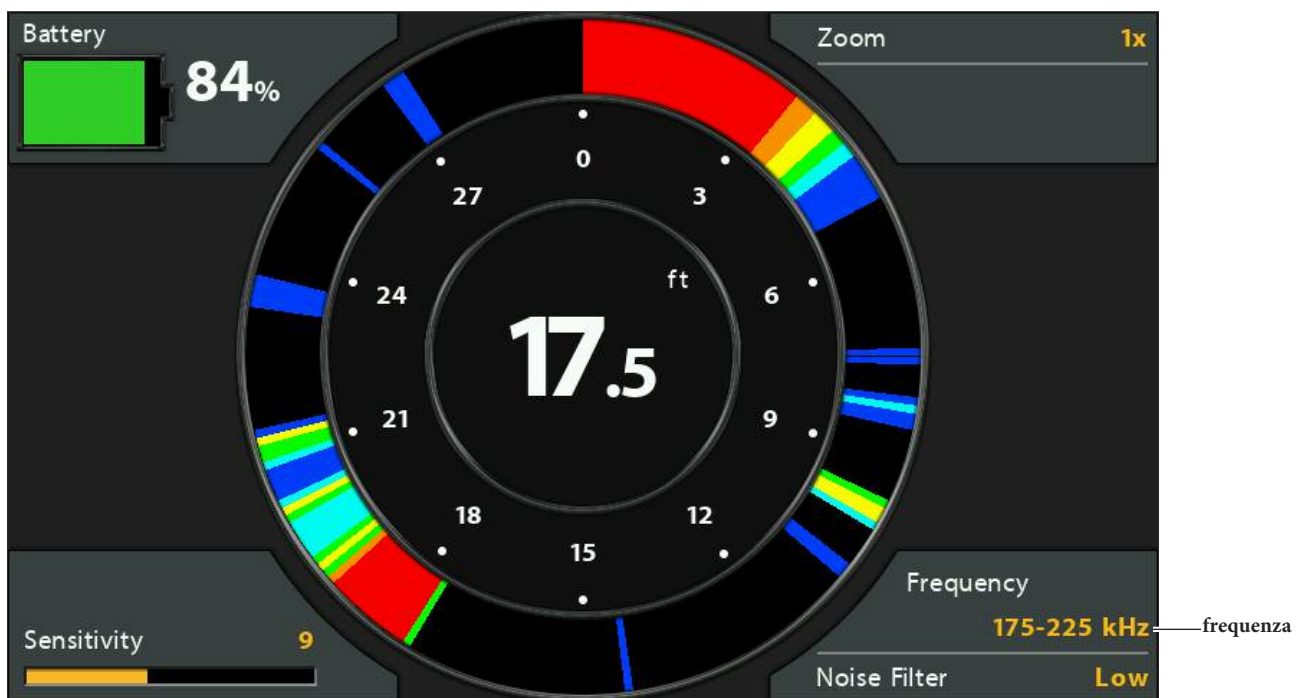 Battery
84%
Zoom 1x
0
3
6
9
12
15
18
21
24
27
ft
17.5
Sensitivity 9
Frequency
175-225 kHz
frequenza
Noise Filter Low